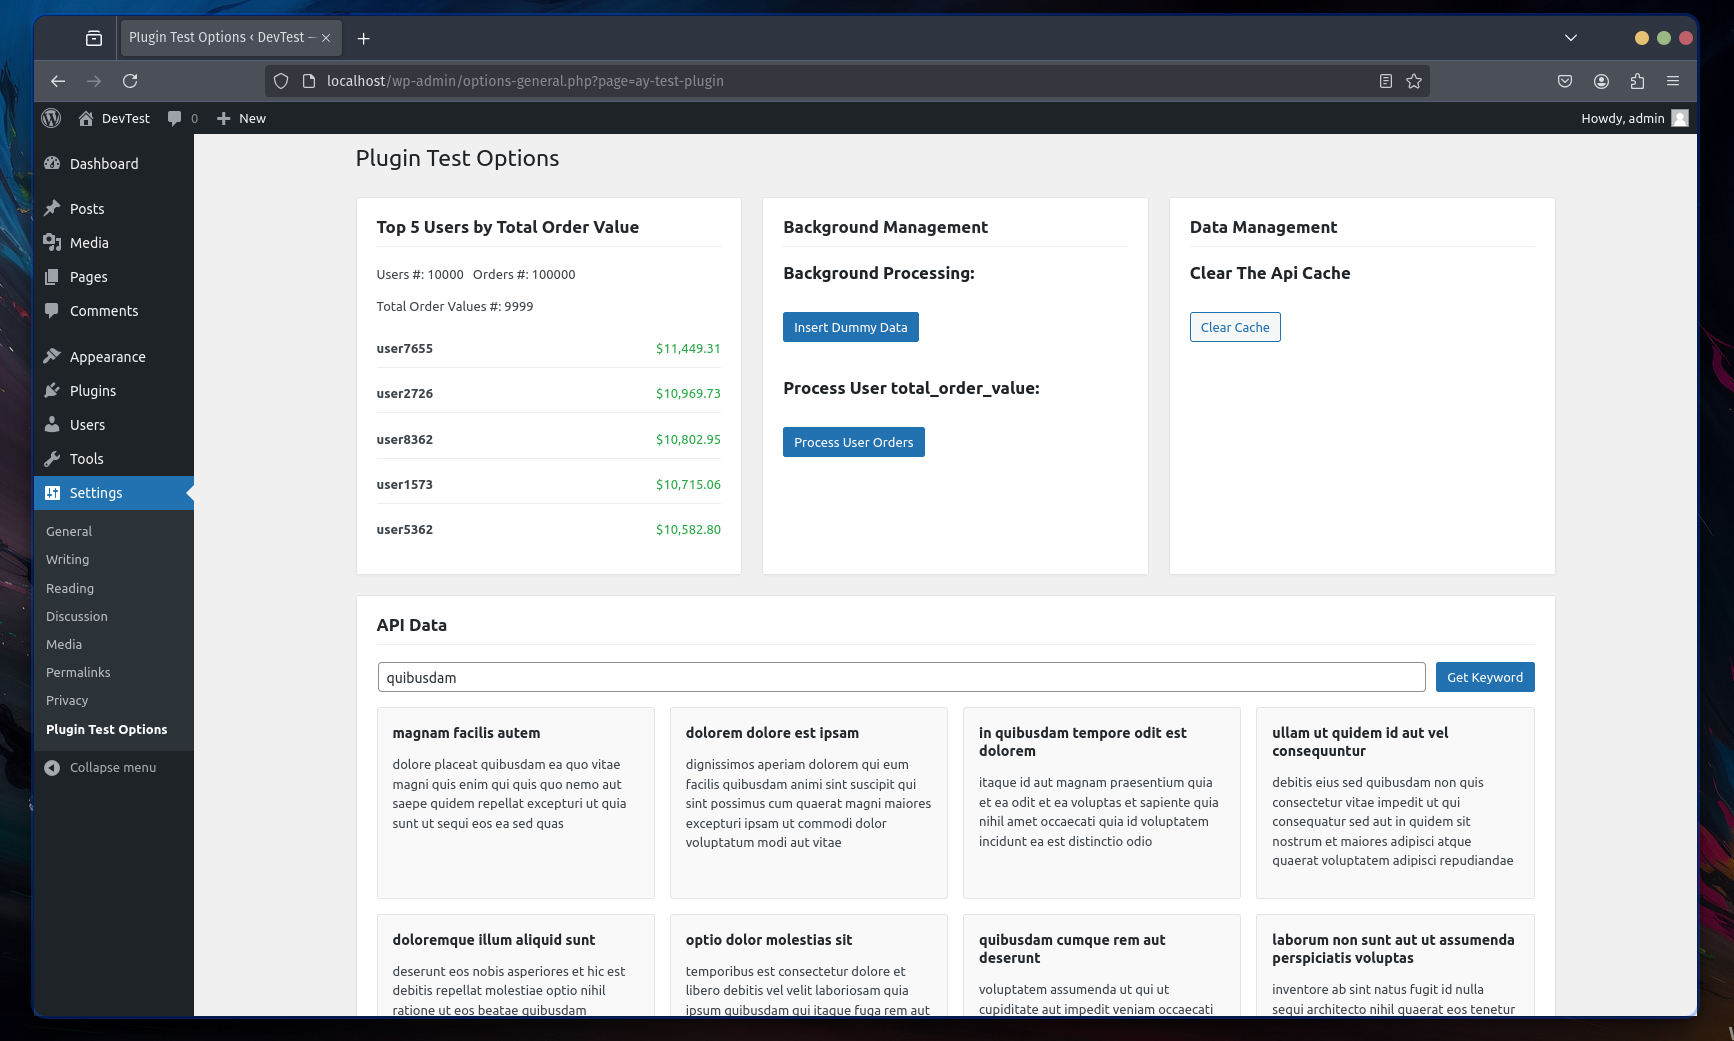 Plugin Test Options ‹ DevTest —
localhost/wp-admin/options-general.php?page=ay-test-plugin
DevTest
0
New
Howdy, admin
Dashboard
Posts
Media
Pages
Comments
Appearance
Plugins
Users
Tools
Settings
General
Writing
Reading
Discussion
Media
Permalinks
Privacy
Plugin Test Options
Collapse menu
Plugin Test Options
Top 5 Users by Total Order Value
Users #: 10000 Orders #: 100000
Total Order Values #: 9999
user7655 $11,449.31
user2726 $10,969.73
user8362 $10,802.95
user1573 $10,715.06
user5362 $10,582.80
Background Management
Background Processing:
Insert Dummy Data
Process User total_order_value:
Process User Orders
Data Management
Clear The Api Cache
Clear Cache
API Data
quibusdam
Get Keyword
magnam facilis autem
dolore placeat quibusdam ea quo vitae
magni quis enim qui quis quo nemo aut
saepe quidem repellat excepturi ut quia
sunt ut sequi eos ea sed quas
dolorem dolore est ipsam
dignissimos aperiam dolorem qui eum
facilis quibusdam animi sint suscipit qui
sint possimus cum quaerat magni maiores
excepturi ipsam ut commodi dolor
voluptatum modi aut vitae
in quibusdam tempore odit est
dolorem
itaque id aut magnam praesentium quia
et ea odit et ea voluptas et sapiente quia
nihil amet occaecati quia id voluptatem
incidunt ea est distinctio odio
ullam ut quidem id aut vel
consequuntur
debitis eius sed quibusdam non quis
consectetur vitae impedit ut qui
consequatur sed aut in quidem sit
nostrum et maiores adipisci atque
quaerat voluptatem adipisci repudiandae
doloremque illum aliquid sunt
deserunt eos nobis asperiores et hic est
debitis repellat molestiae optio nihil
ratione ut eos beatae quibusdam
optio dolor molestias sit
temporibus est consectetur dolore et
libero debitis vel velit laboriosam quia
ipsum quibusdam qui itaque fuga rem aut
quibusdam cumque rem aut
deserunt
voluptatem assumenda ut qui ut
cupiditate aut impedit veniam occaecati
laborum non sunt aut ut assumenda
perspiciatis voluptas
inventore ab sint natus fugit id nulla
sequi architecto nihil quaerat eos tenetur